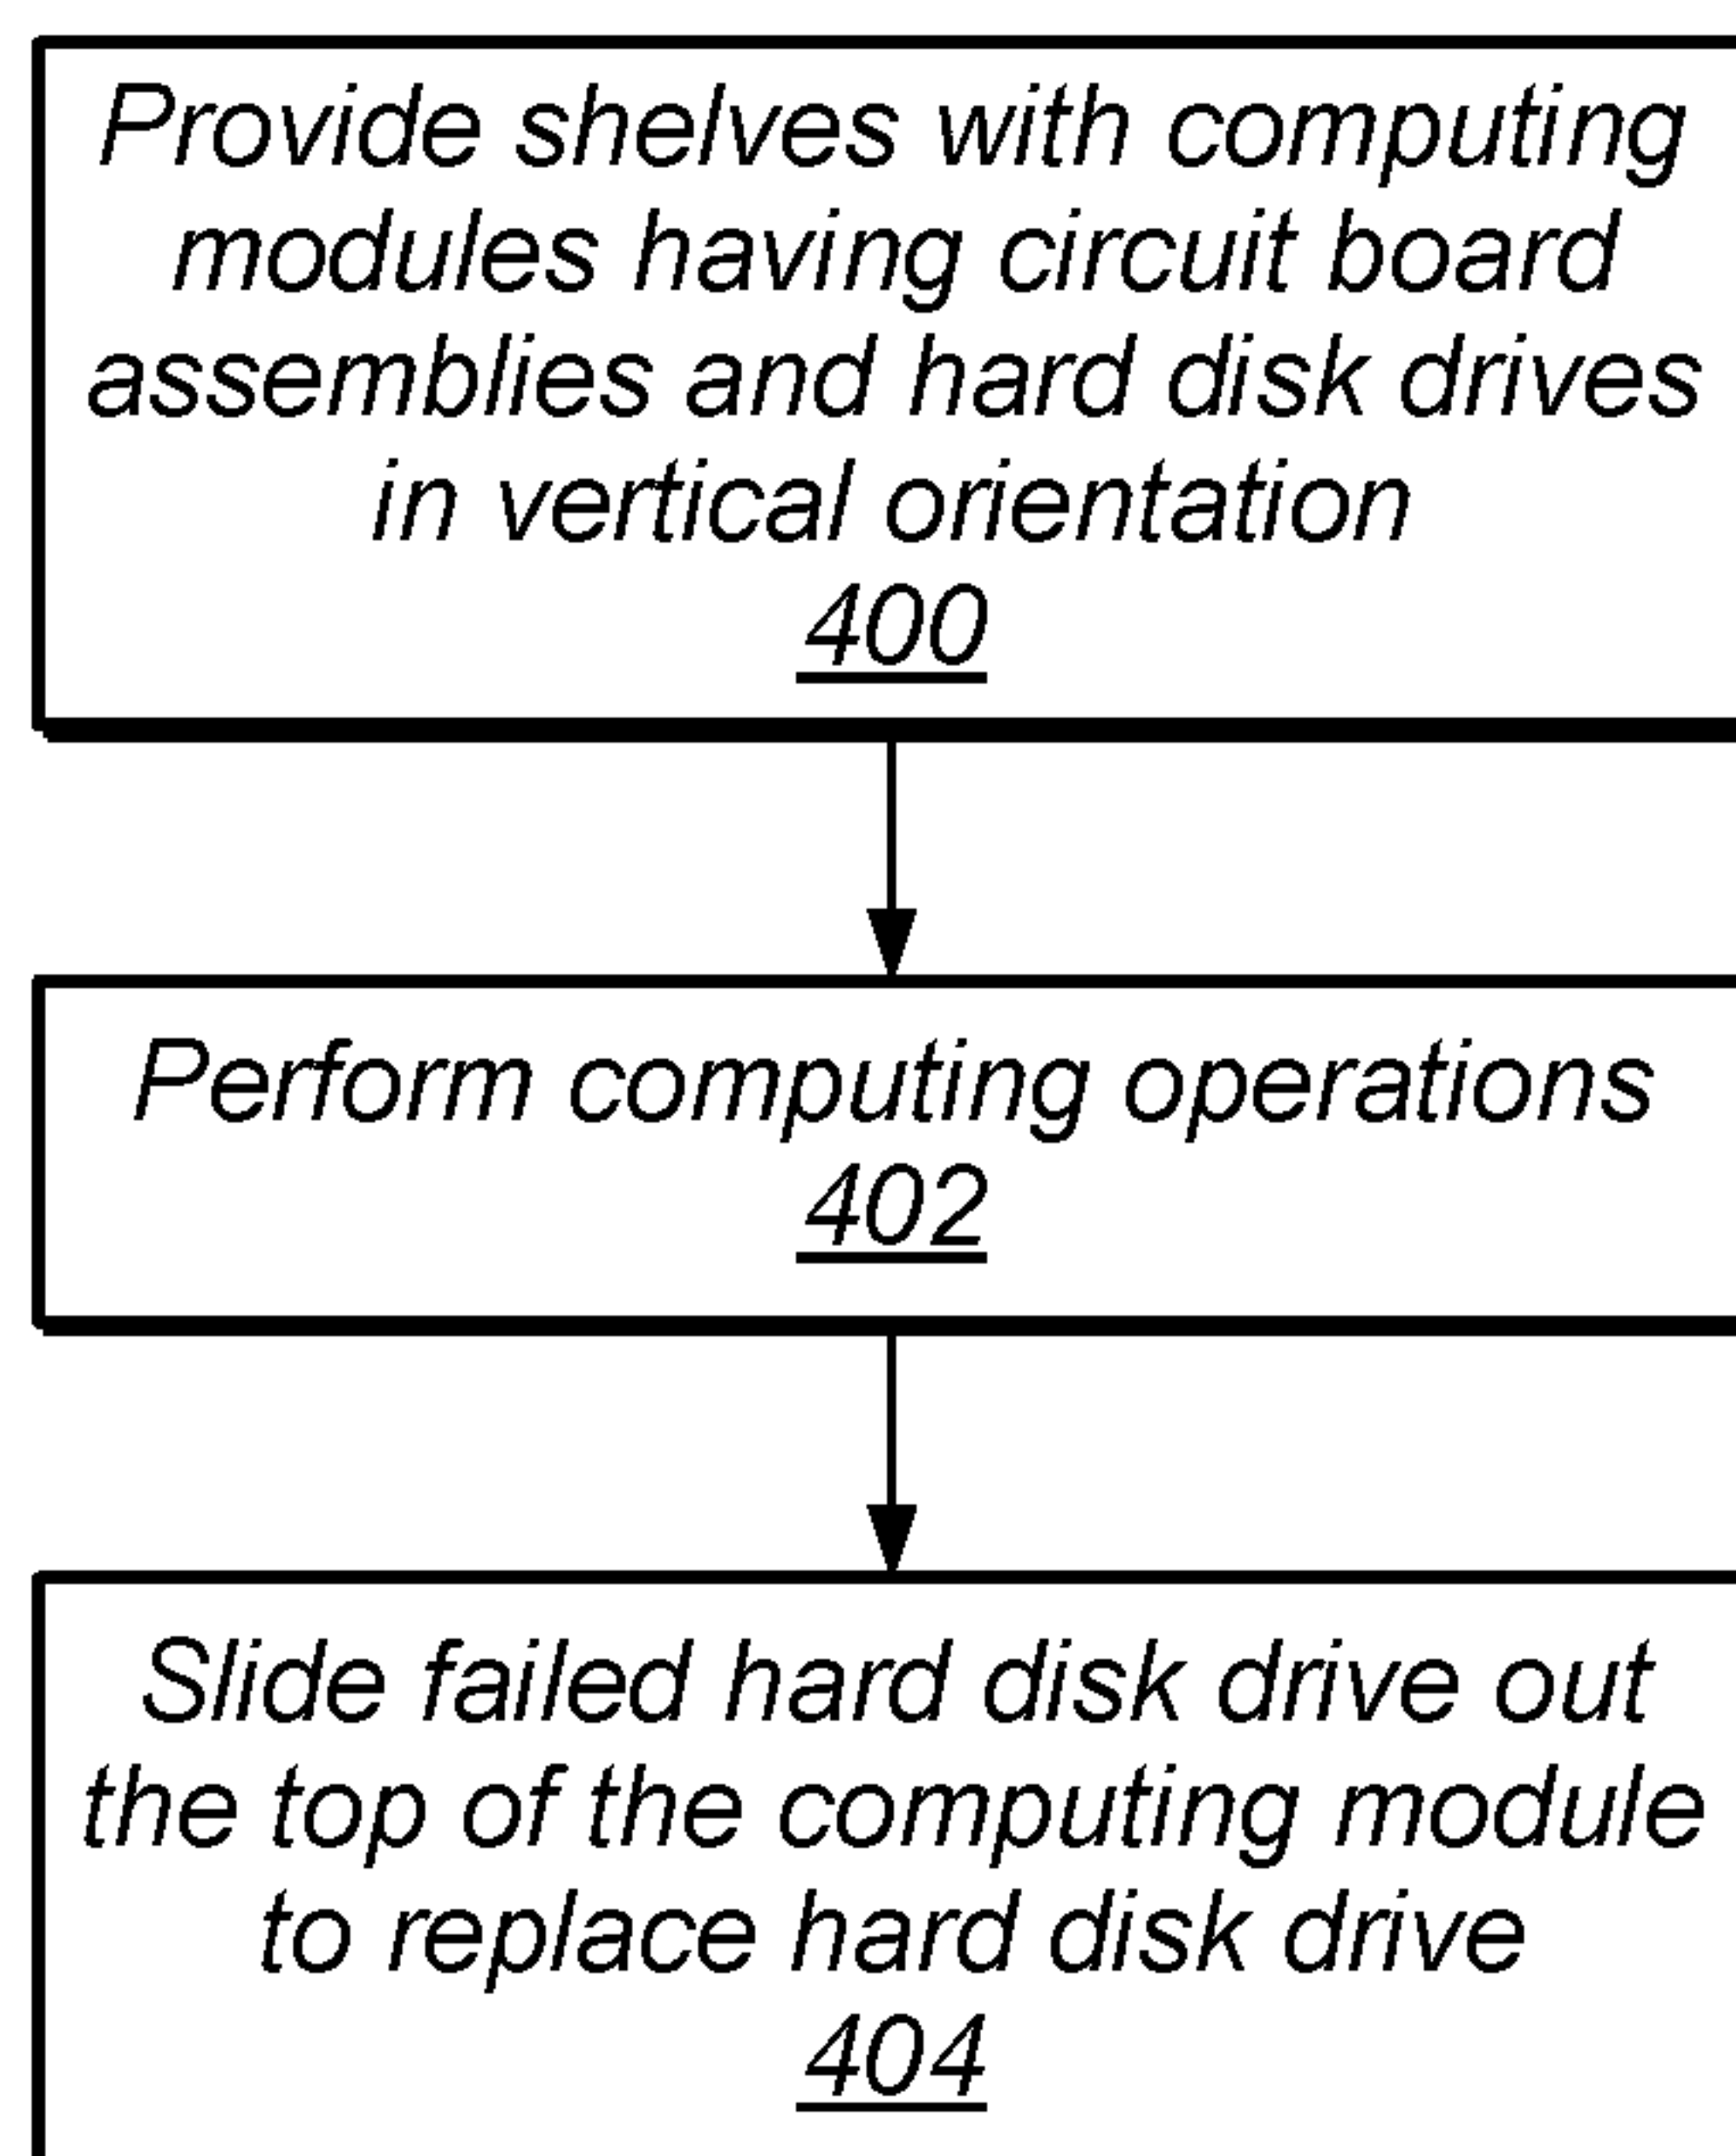 Provide shelves with computing
modules having circuit board
assemblies and hard disk drives
in vertical orientation
400
Perform computing operations
402
Slide failed hard disk drive out
the top of the computing module
to replace hard disk drive
404